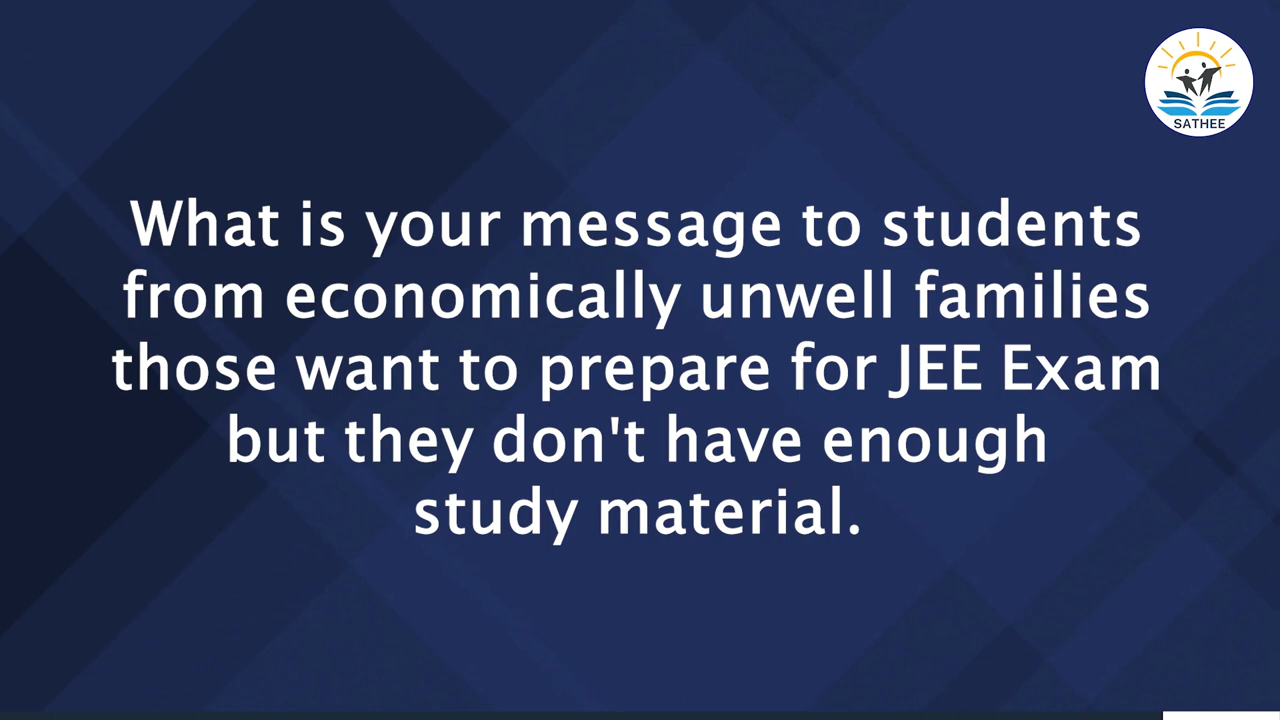 SATHEE
What is your message to students
from economically unwell families
those want to prepare for JEE Exam
but they don't have enough
study material.